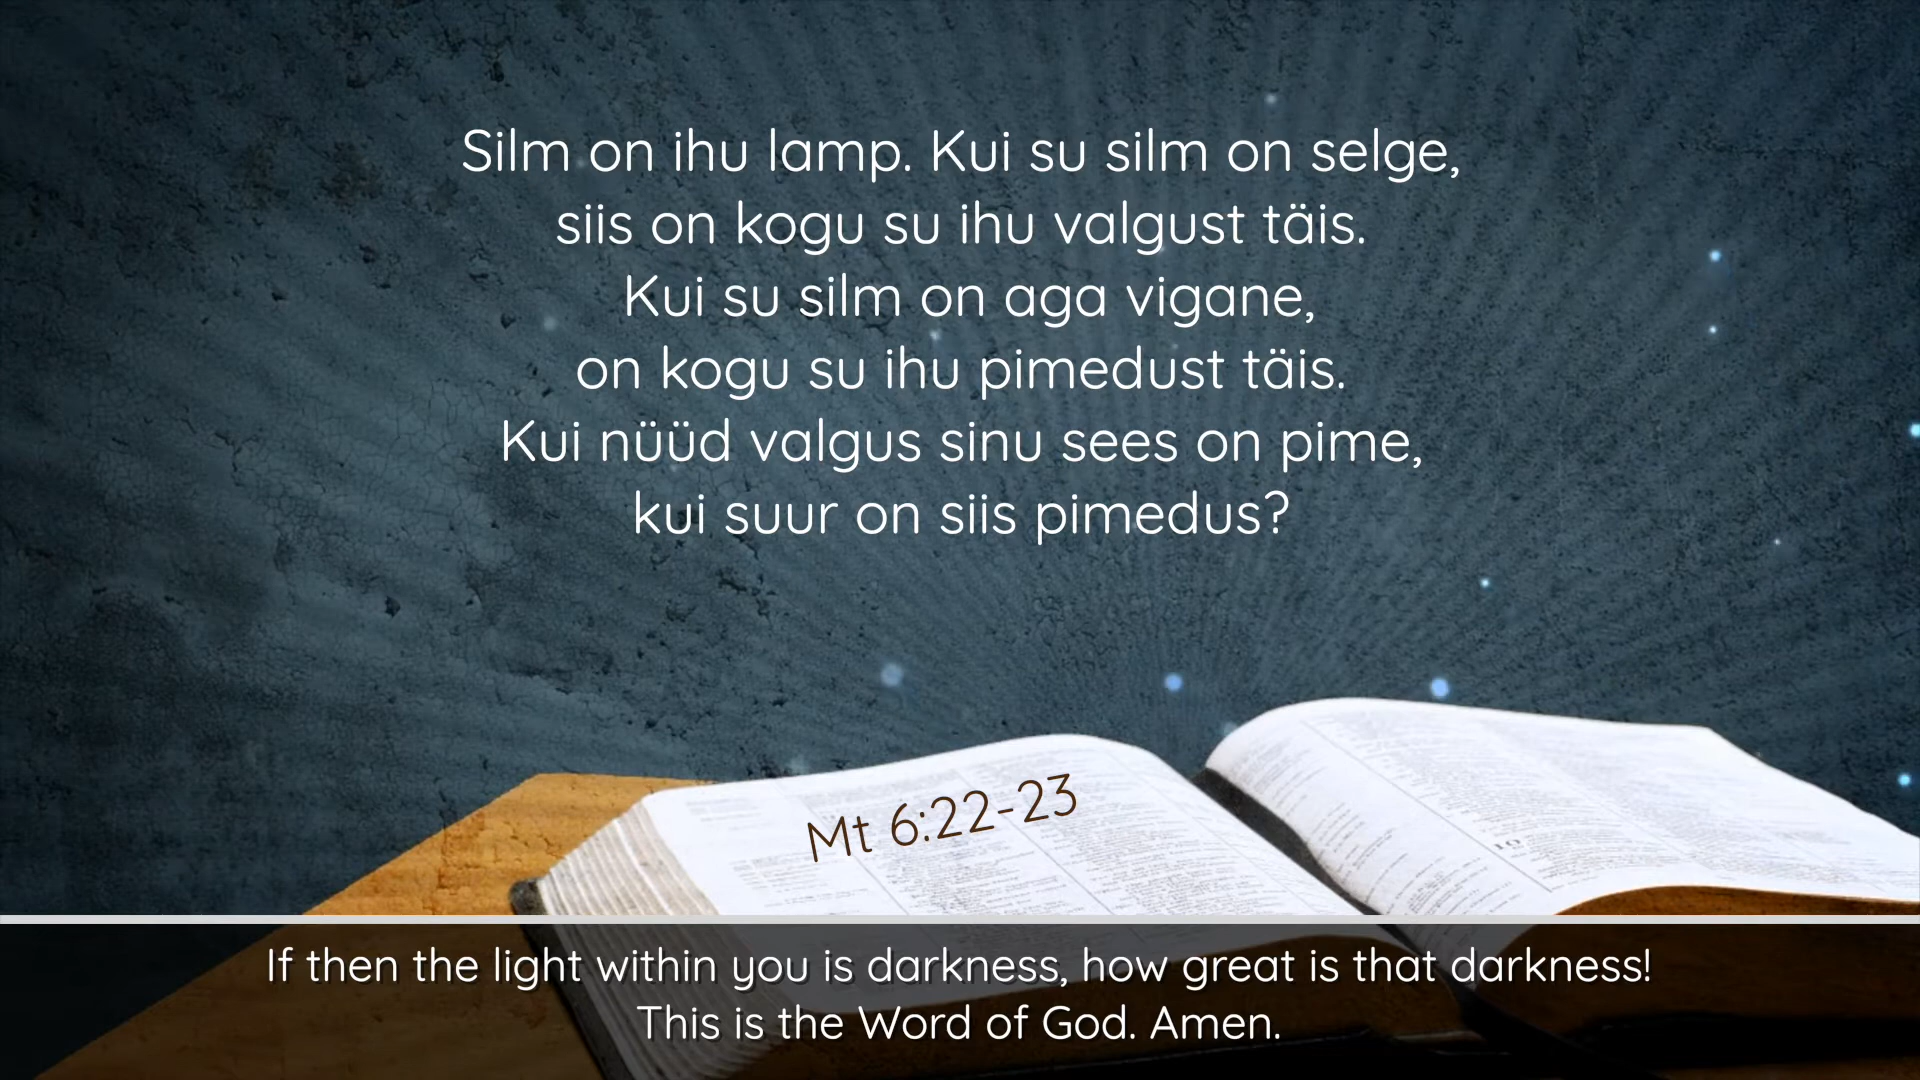 Silm on ihu lamp. Kui su silm on selge,
siis on kogu su ihu valgust täis.
Kui su silm on aga vigane,
on kogu su ihu pimedust täis.
Kui nüüd valgus sinu sees on pime,
kui suur on siis pimedus?
Mt 6:22-23
If then the light within you is darkness, how great is that darkness!
This is the Word of God. Amen.